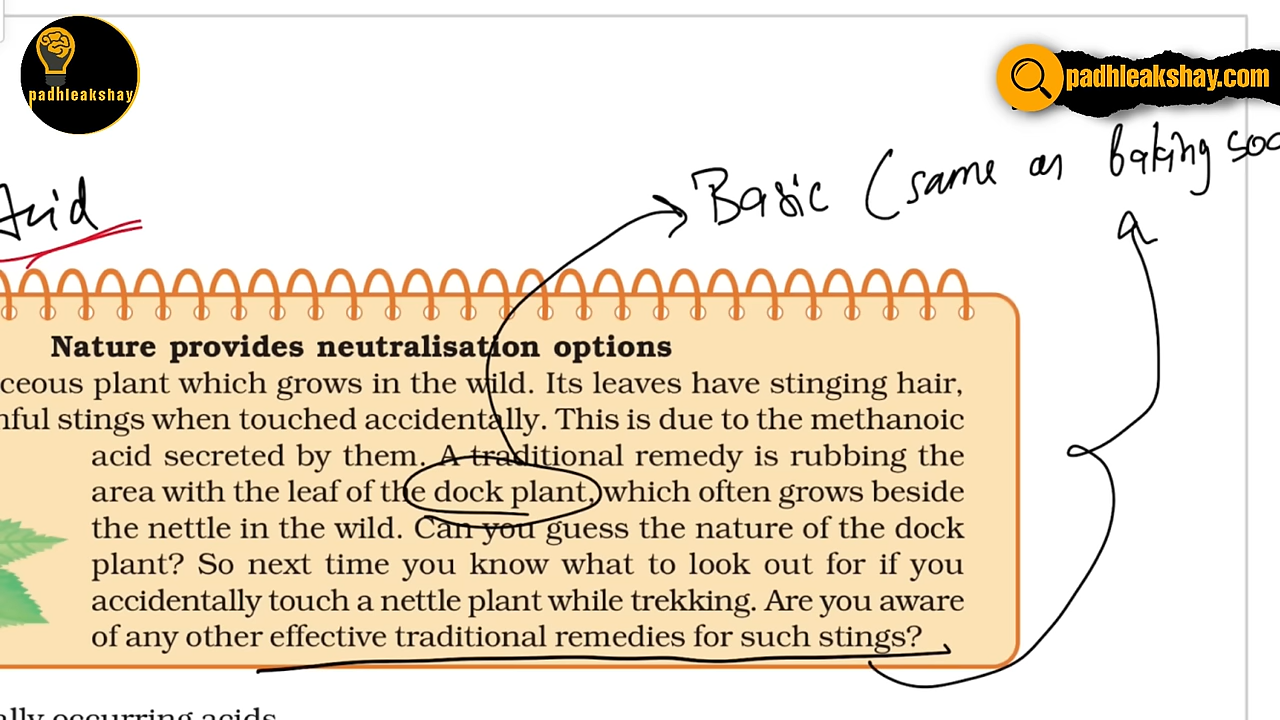 padhleakshay
padhleakshay.com
Basic (same as baking
Acid
Nature provides neutralisation options
ceous plant which grows in the wild. Its leaves have stinging hair,
nful stings when touched accidentally. This is due to the methanoic
acid secreted by them. A traditional remedy is rubbing the
area with the leaf of the dock plant, which often grows beside
the nettle in the wild. Can you guess the nature of the dock
plant? So next time you know what to look out for if you
accidentally touch a nettle plant while trekking. Are you aware
of any other effective traditional remedies for such stings?
ally occurring acids